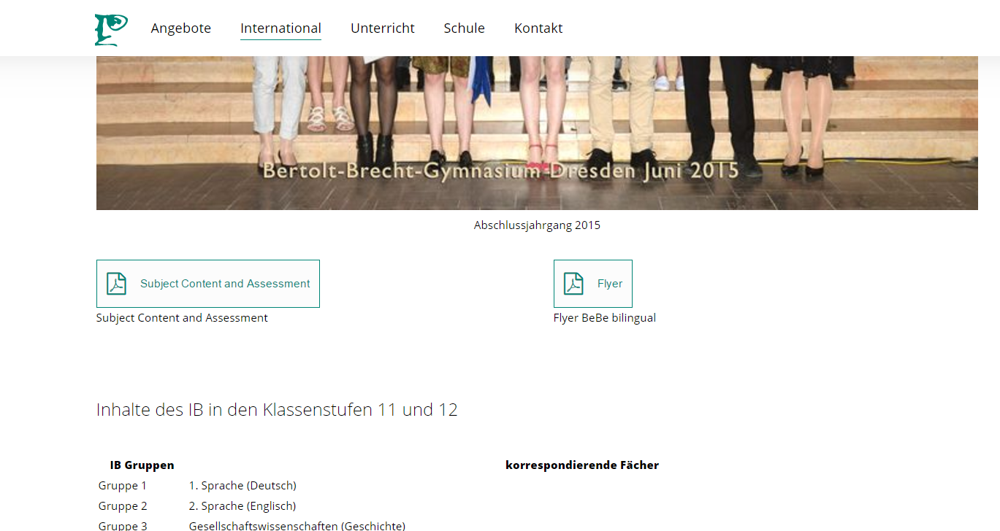 Angebote International Unterricht Schule Kontakt
Bertolt-Brecht-Gymnasium Dresden Juni 2015
Abschlussjahrgang 2015
Subject Content and Assessment Flyer
Subject Content and Assessment Flyer BeBe bilingual
Inhalte des IB in den Klassenstufen 11 und 12
IB Gruppen korrespondierende Fächer
Gruppe 1 1. Sprache (Deutsch)
Gruppe 2 2. Sprache (Englisch)
Gruppe 3 Gesellschaftswissenschaften (Geschichte)